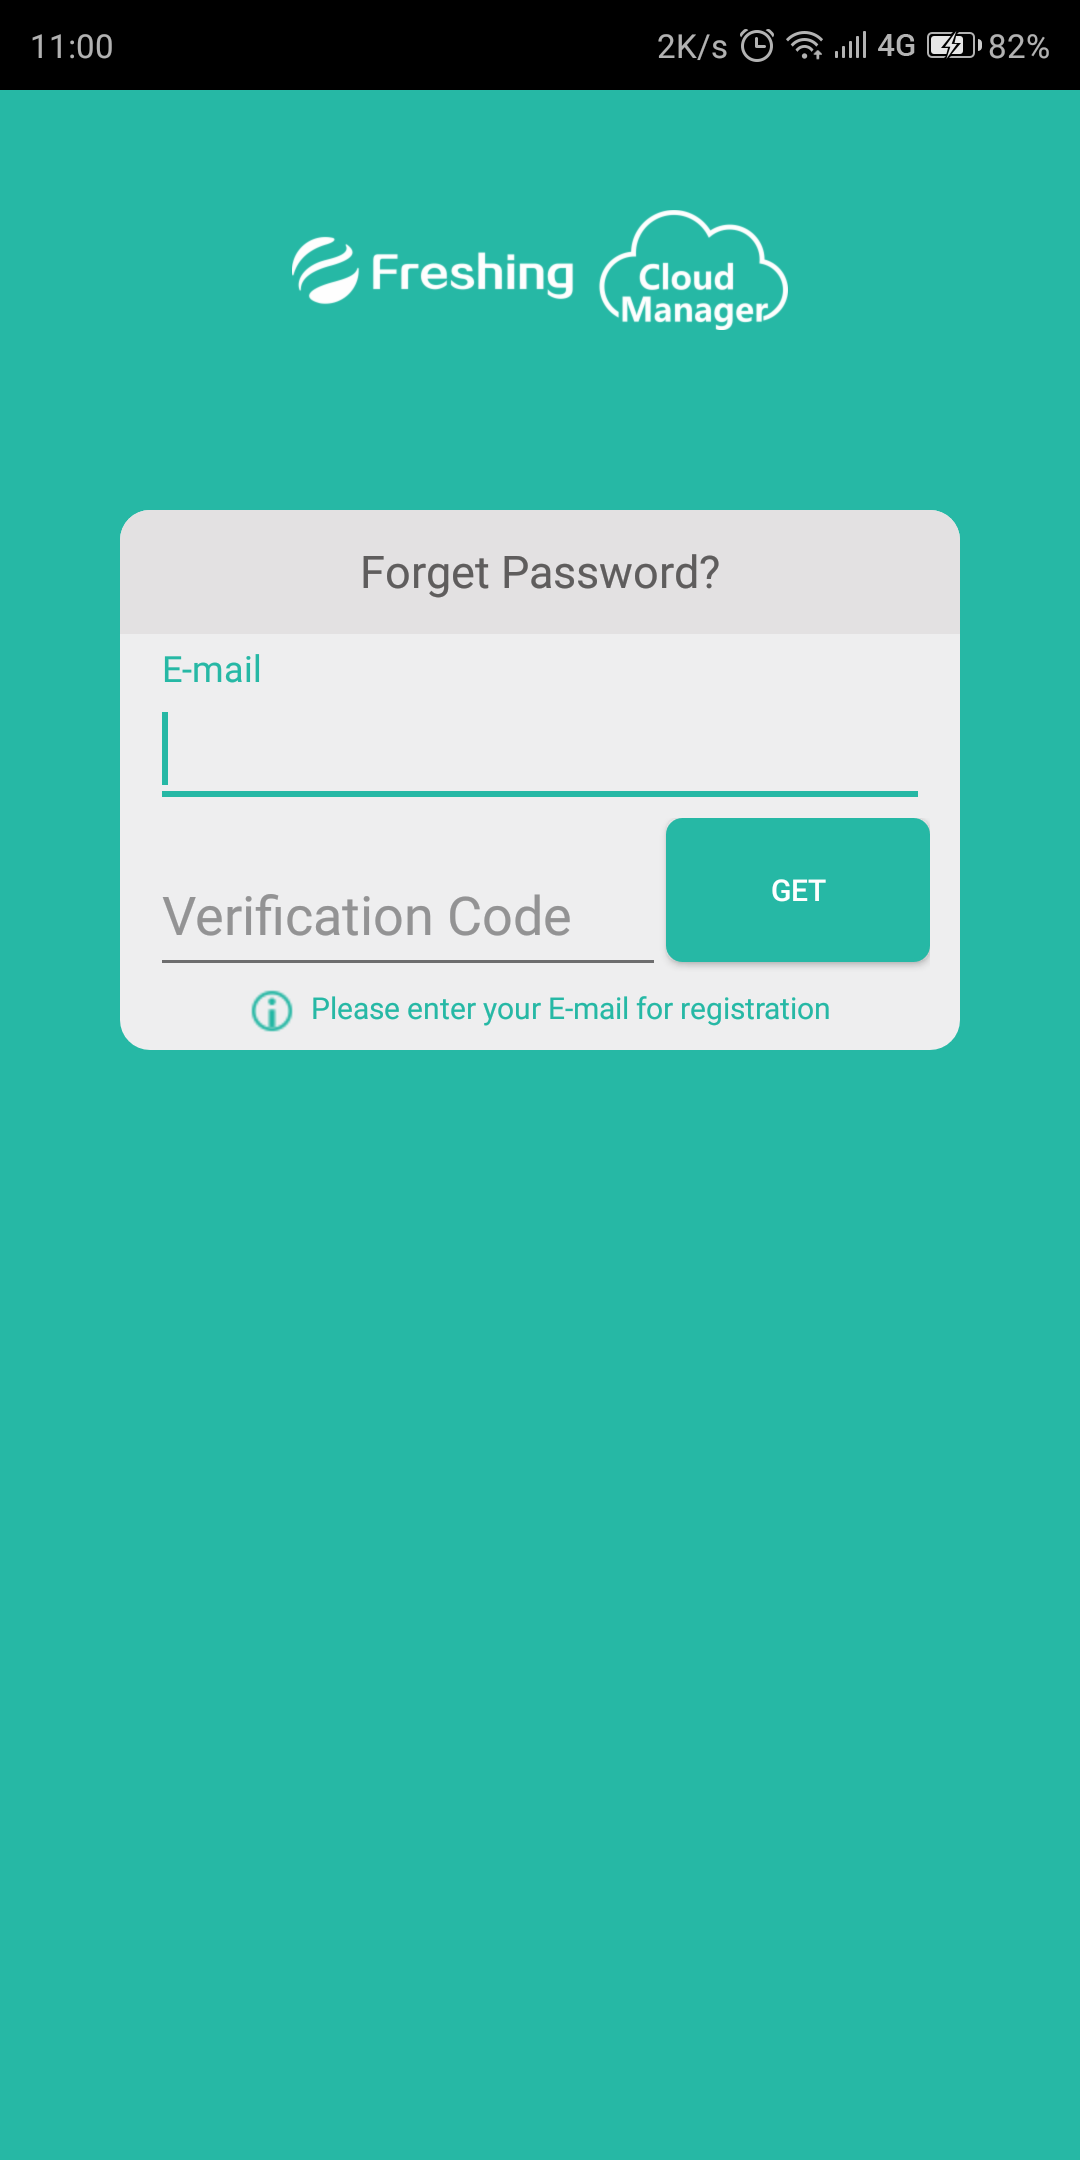 11:00 2K/s 4G 82%
Freshing
Cloud
Manager
Forget Password?
E-mail
Verification Code
GET
Please enter your E-mail for registration